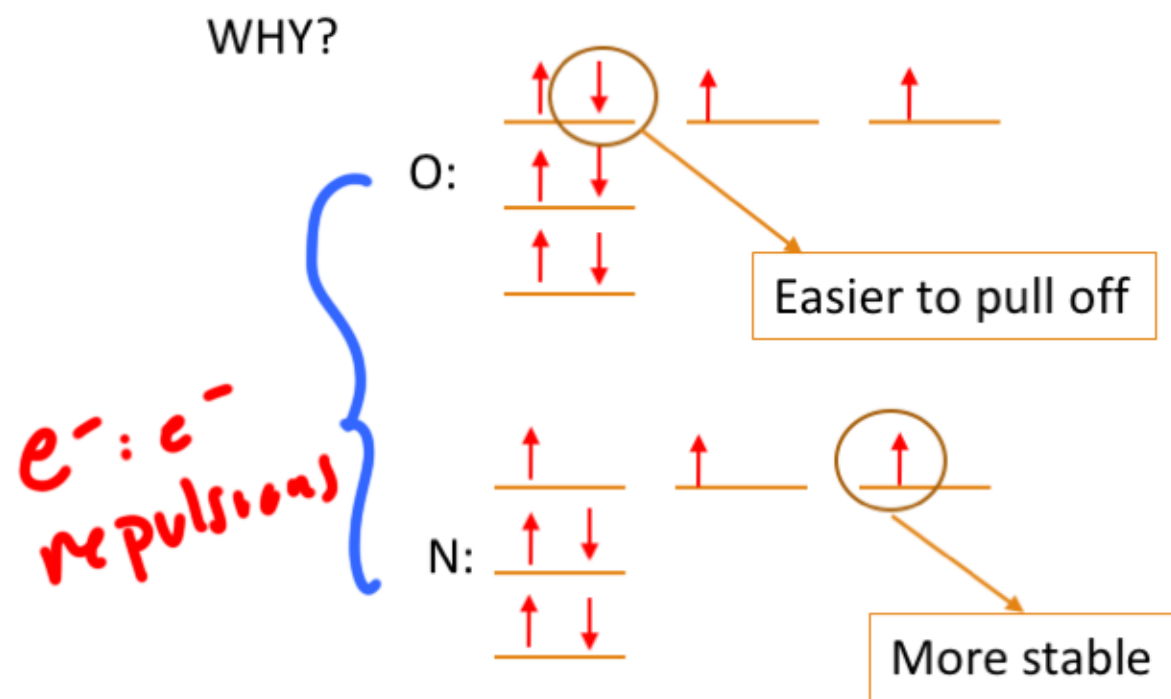 WHY?
O:
Easier to pull off
e⁻: e⁻
repulsions
N:
More stable